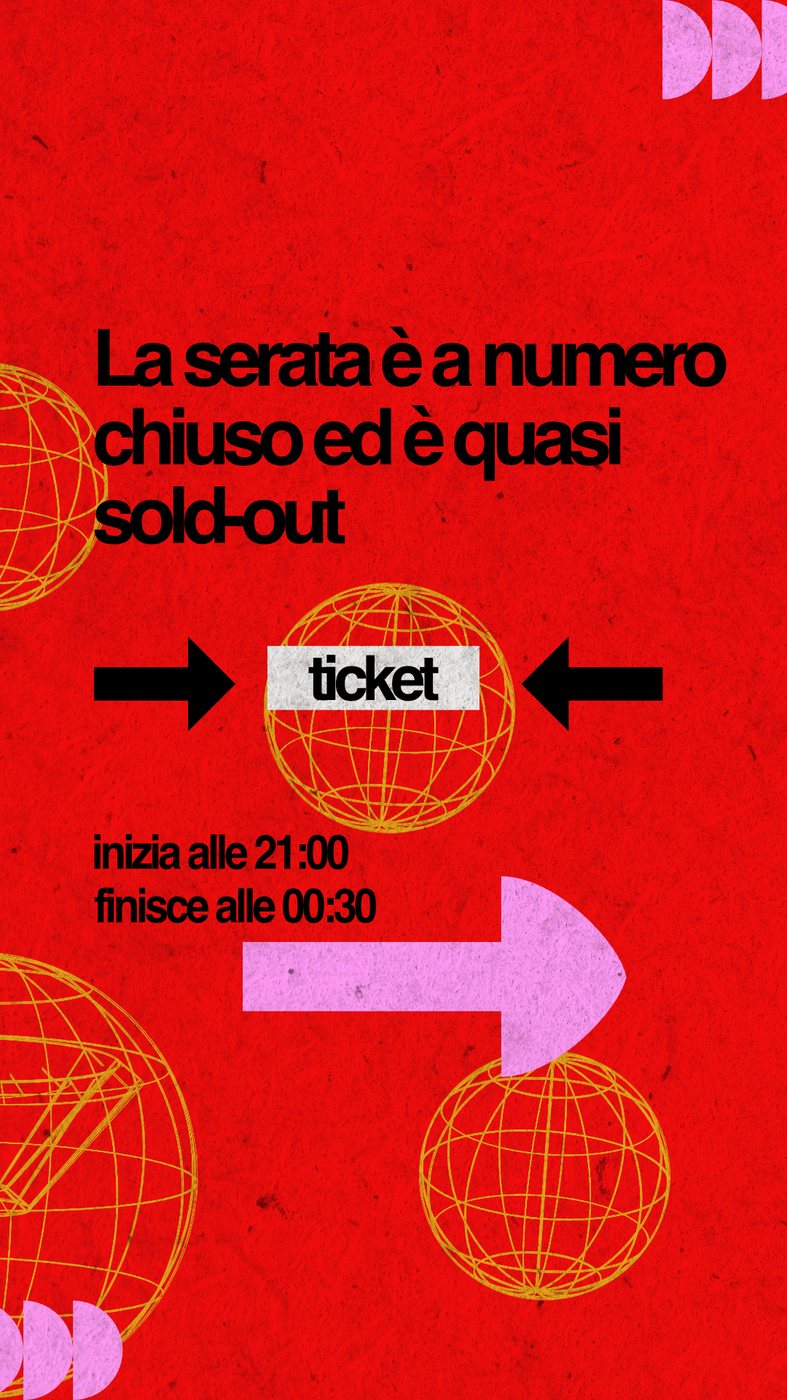 La serata è a numero
chiuso ed è quasi
sold-out
ticket
inizia alle 21:00
finisce alle 00:30